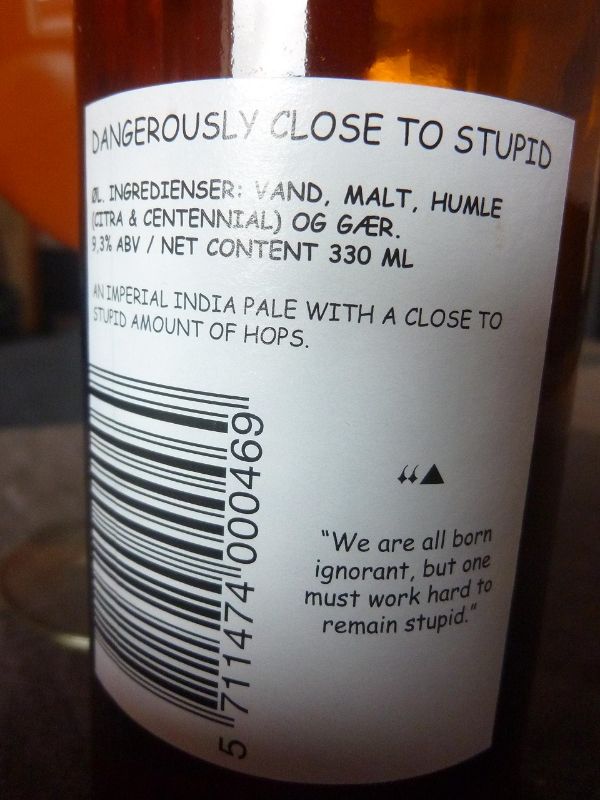 DANGEROUSLY CLOSE TO STUPID
ØL. INGREDIENSER: VAND, MALT, HUMLE
(CITRA & CENTENNIAL) OG GÆR.
9,3% ABV / NET CONTENT 330 ML
AN IMPERIAL INDIA PALE WITH A CLOSE TO
STUPID AMOUNT OF HOPS.
5 711474 000469
"We are all born
ignorant, but one
must work hard to
remain stupid."